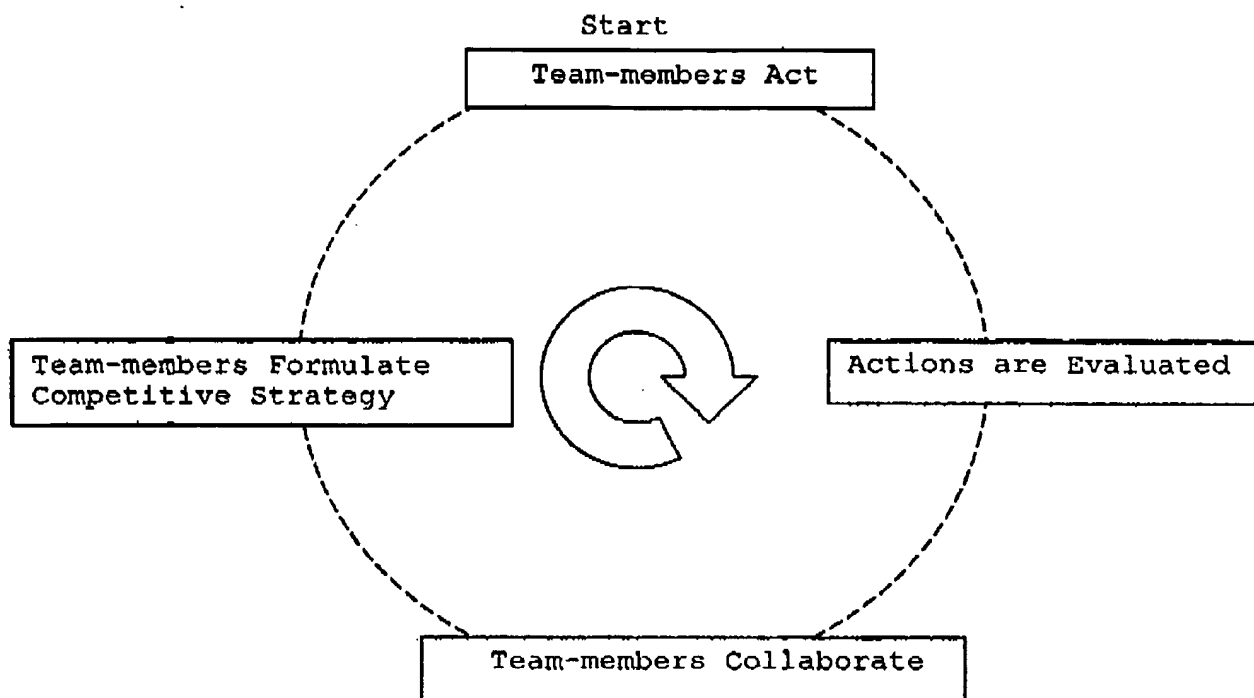 Start
Team-members Act
Team-members Formulate
Competitive Strategy
Actions are Evaluated
Team-members Collaborate